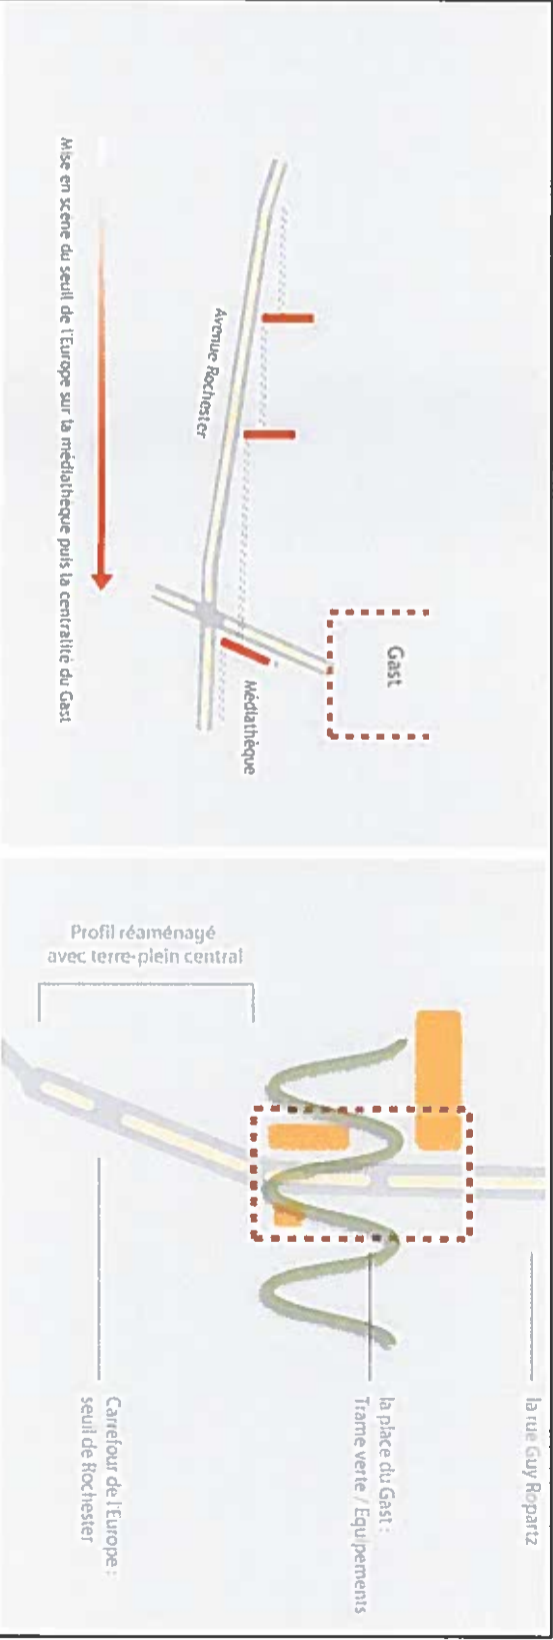 Gast
Avenue Rochester
Médiathèque
Mise en scène du seuil de l'Europe sur la médiathèque puis la centralité du Gast
Profil réaménagé
avec terre-plein central
la rue Guy Ropartz
la place du Gast :
Trame verte / Equipements
Carrefour de l'Europe :
seuil de Rochester